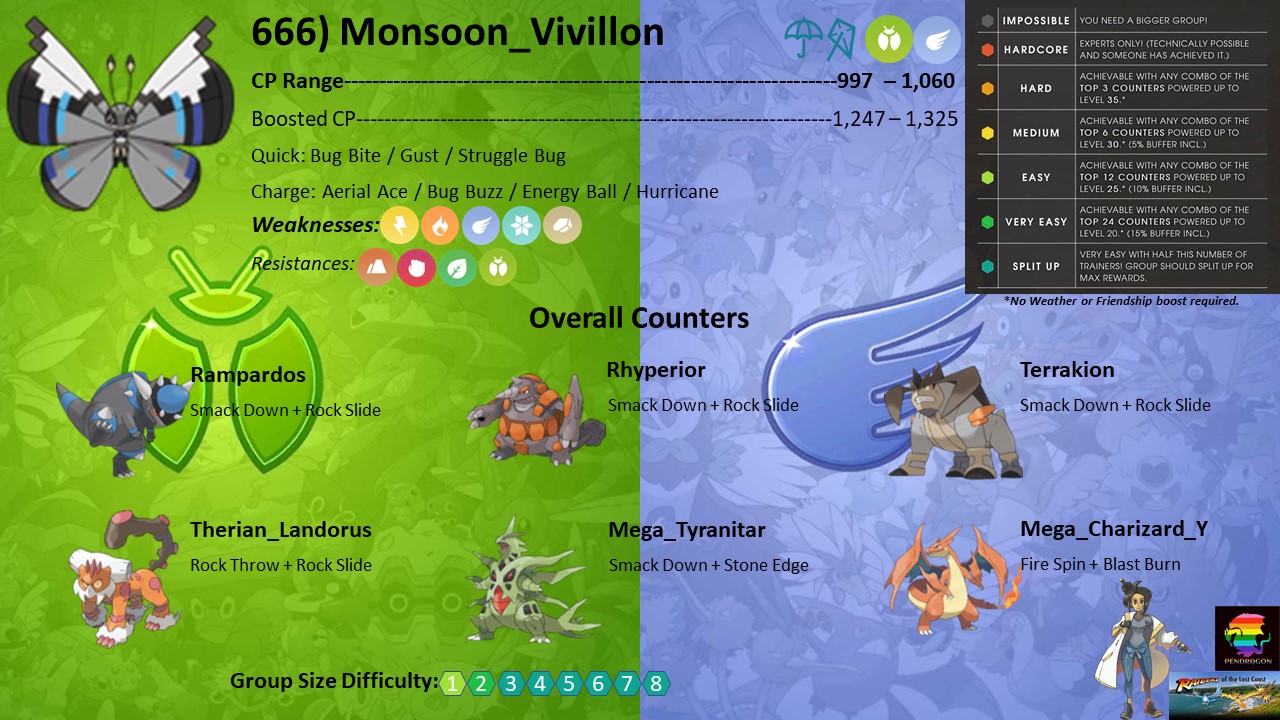 666) Monsoon_Vivillon
CP Range----------------------------------------------------------------------997 – 1,060
Boosted CP--------------------------------------------------------------------1,247 – 1,325
Quick: Bug Bite / Gust / Struggle Bug
Charge: Aerial Ace / Bug Buzz / Energy Ball / Hurricane
Weaknesses:
Resistances:
IMPOSSIBLE YOU NEED A BIGGER GROUP!
HARDCORE EXPERTS ONLY! (TECHNICALLY POSSIBLE
AND SOMEONE HAS ACHIEVED IT.)
HARD ACHIEVABLE WITH ANY COMBO OF THE
TOP 3 COUNTERS POWERED UP TO
LEVEL 35.*
MEDIUM ACHIEVABLE WITH ANY COMBO OF THE
TOP 6 COUNTERS POWERED UP TO
LEVEL 30.* (5% BUFFER INCL.)
EASY ACHIEVABLE WITH ANY COMBO OF THE
TOP 12 COUNTERS POWERED UP TO
LEVEL 25.* (10% BUFFER INCL.)
VERY EASY ACHIEVABLE WITH ANY COMBO OF THE
TOP 24 COUNTERS POWERED UP TO
LEVEL 20.* (15% BUFFER INCL.)
SPLIT UP VERY EASY WITH HALF THIS NUMBER OF
TRAINERS! GROUP SHOULD SPLIT UP FOR
MAX REWARDS.
*No Weather or Friendship boost required.
Overall Counters
Rampardos
Smack Down + Rock Slide
Rhyperior
Smack Down + Rock Slide
Terrakion
Smack Down + Rock Slide
Therian_Landorus
Rock Throw + Rock Slide
Mega_Tyranitar
Smack Down + Stone Edge
Mega_Charizard_Y
Fire Spin + Blast Burn
Group Size Difficulty: 1 2 3 4 5 6 7 8
PENDRAGON
RAIDERS of the Lost Coast